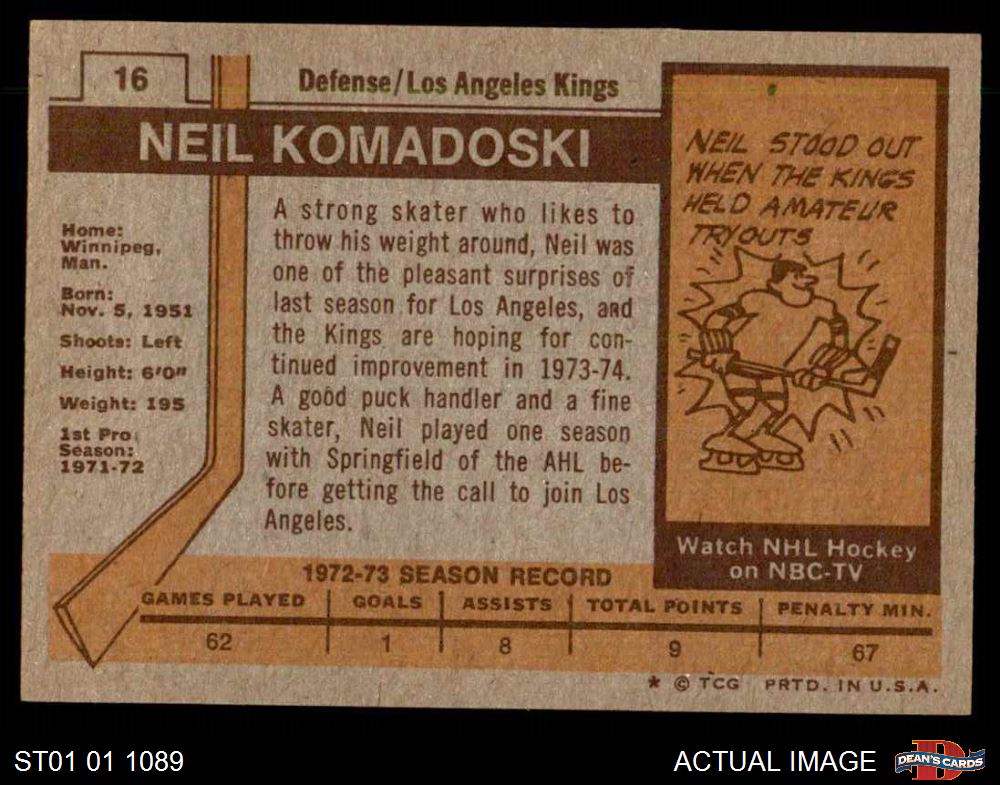 16
Defense/Los Angeles Kings
NEIL KOMADOSKI
Home:
Winnipeg,
Man.
Born:
Nov. 5, 1951
Shoots: Left
Height: 6'0"
Weight: 195
1st Pro
Season:
1971-72
A strong skater who likes to
throw his weight around, Neil was
one of the pleasant surprises of
last season for Los Angeles, and
the Kings are hoping for con-
tinued improvement in 1973-74.
A good puck handler and a fine
skater, Neil played one season
with Springfield of the AHL be-
fore getting the call to join Los
Angeles.
NEIL STOOD OUT
WHEN THE KINGS
HELD AMATEUR
TRYOUTS
Watch NHL Hockey
on NBC-TV
1972-73 SEASON RECORD
GAMES PLAYED GOALS ASSISTS TOTAL POINTS PENALTY MIN.
62 1 8 9 67
* © TCG PRTD. IN U.S.A.
ST01 01 1089
ACTUAL IMAGE
D
DEAN'S CARDS